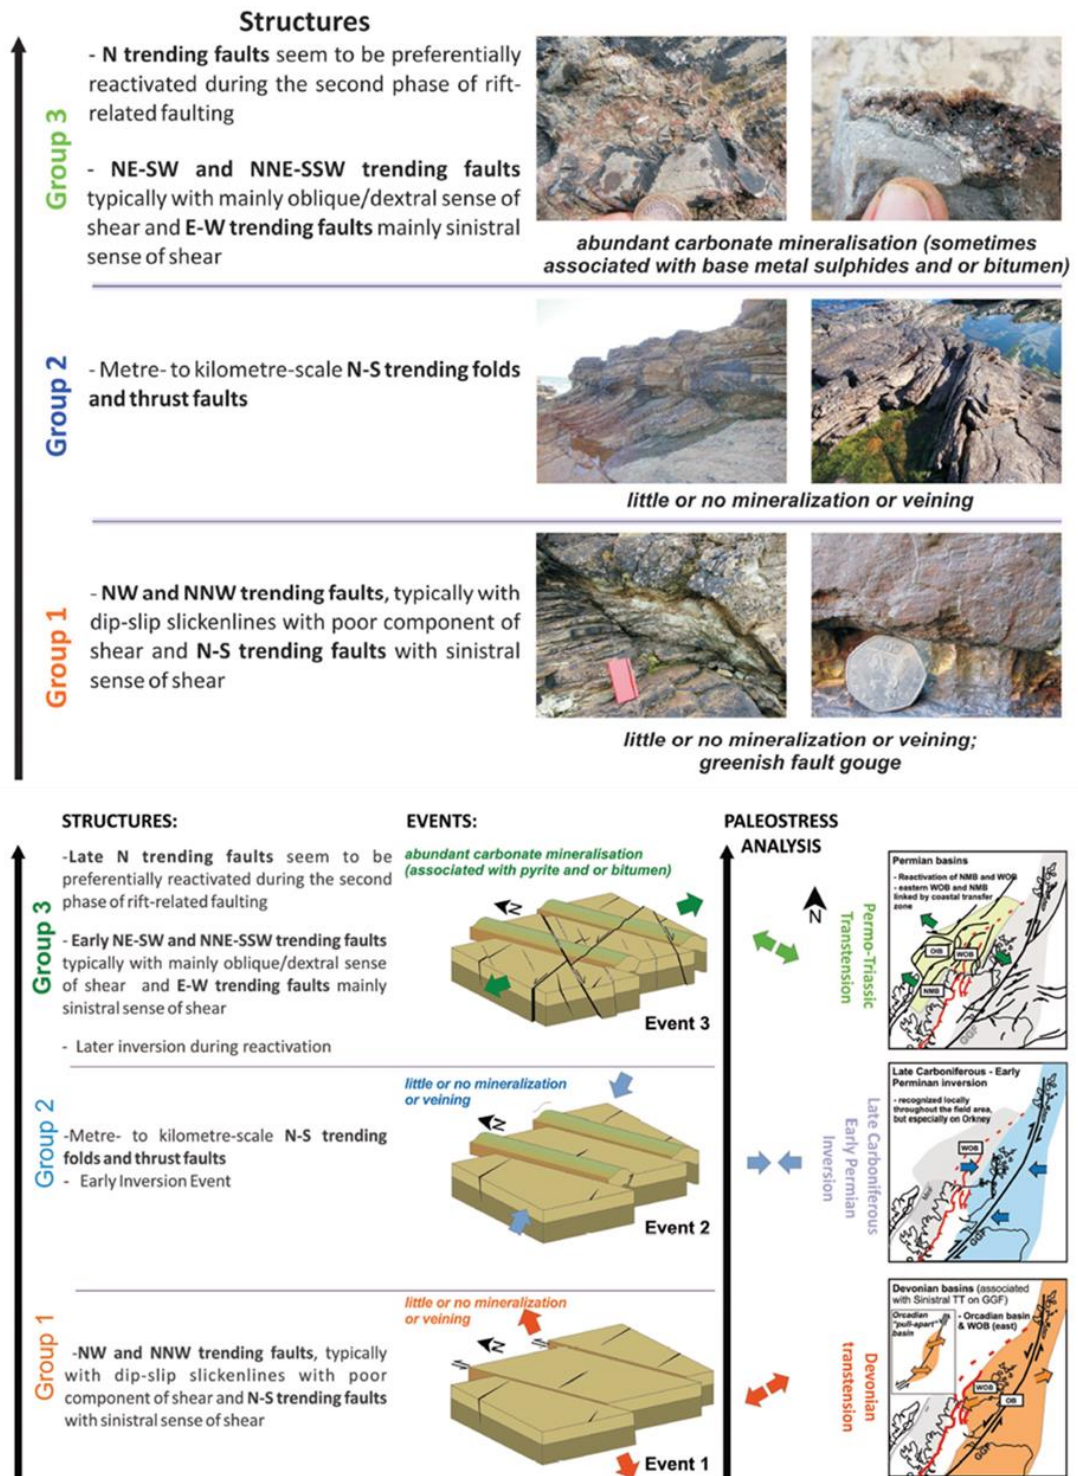 Structures
Group 3
- N trending faults seem to be preferentially
reactivated during the second phase of rift-
related faulting
- NE-SW and NNE-SSW trending faults
typically with mainly oblique/dextral sense of
shear and E-W trending faults mainly sinistral
sense of shear
abundant carbonate mineralisation (sometimes
associated with base metal sulphides and or bitumen)
Group 2
- Metre- to kilometre-scale N-S trending folds
and thrust faults
little or no mineralization or veining
Group 1
- NW and NNW trending faults, typically with
dip-slip slickenlines with poor component of
shear and N-S trending faults with sinistral
sense of shear
little or no mineralization or veining;
greenish fault gouge
STRUCTURES:
EVENTS:
PALEOSTRESS
ANALYSIS
Group 3
-Late N trending faults seem to be
preferentially reactivated during the second
phase of rift-related faulting
- Early NE-SW and NNE-SSW trending faults
typically with mainly oblique/dextral sense
of shear and E-W trending faults mainly
sinistral sense of shear
- Later inversion during reactivation
abundant carbonate mineralisation
(associated with pyrite and or bitumen)
N
Event 3
N
Permo-Triassic
Transtension
Permian basins
- Reactivation of NMB and WOB
- eastern WOB and NMB
linked by coastal transfer
zone
OIB
WOB
NMB
GGF
Group 2
-Metre- to kilometre-scale N-S trending
folds and thrust faults
- Early Inversion Event
little or no mineralization
or veining
N
Event 2
Late Carboniferous
Early Permian
Inversion
Late Carboniferous - Early
Perminan inversion
- recognized locally
throughout the field area,
but especially on Orkney
WOB
GGF
Group 1
-NW and NNW trending faults, typically
with dip-slip slickenlines with poor
component of shear and N-S trending faults
with sinistral sense of shear
little or no mineralization
or veining
N
Event 1
Devonian
transtension
Devonian basins (associated
with Sinistral TT on GGF)
Orcadian
"pull-apart"
basin
- Orcadian basin
& WOB (east)
WOB
OB
GGF